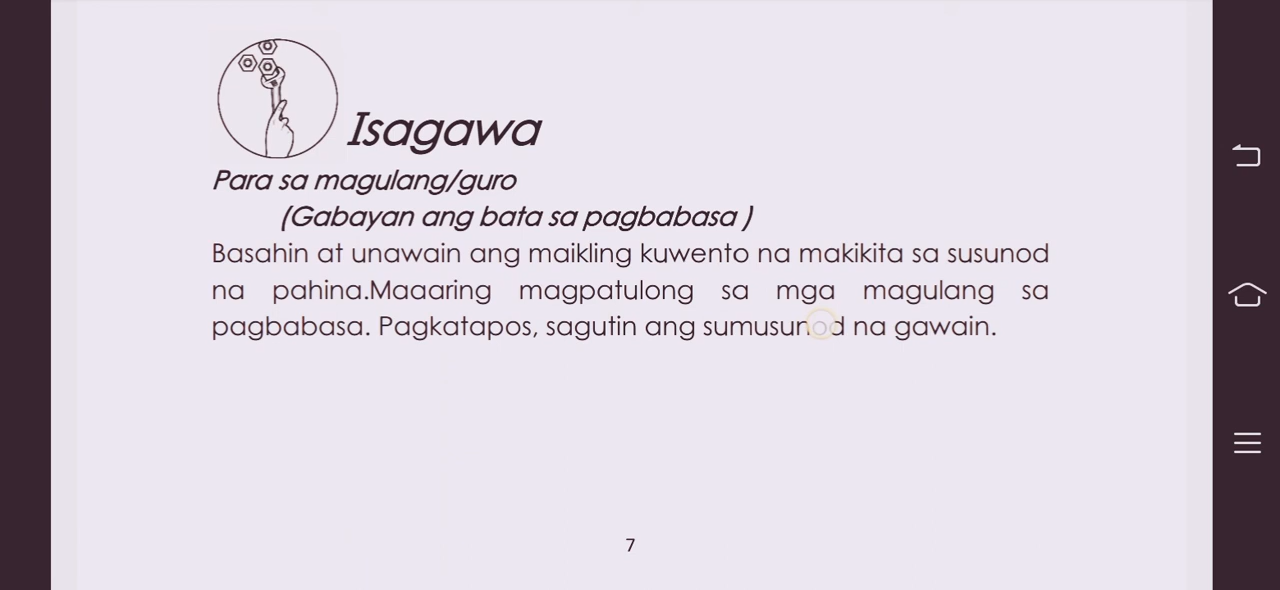 Isagawa
Para sa magulang/guro
(Gabayan ang bata sa pagbabasa )
Basahin at unawain ang maikling kuwento na makikita sa susunod
na pahina.Maaaring magpatulong sa mga magulang sa
pagbabasa. Pagkatapos, sagutin ang sumusunod na gawain.
7